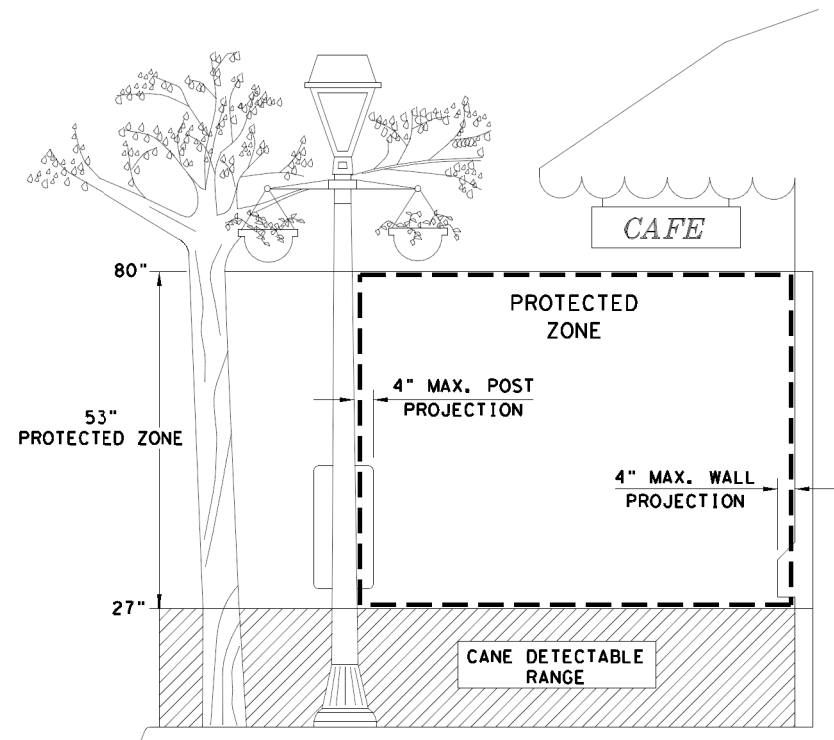 CAFE
80"
PROTECTED
ZONE
4" MAX. POST
PROJECTION
53"
PROTECTED ZONE
4" MAX. WALL
PROJECTION
27"
CANE DETECTABLE
RANGE